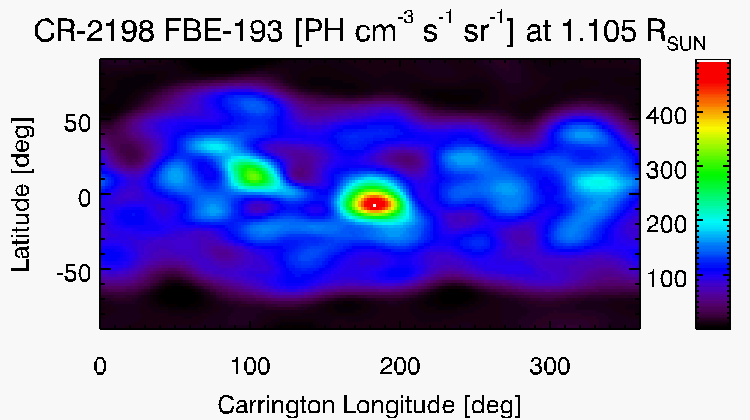 CR-2198 FBE-193 [PH cm-3 s-1 sr-1] at 1.105 RSUN
50
0
-50
Latitude [deg]
0 100 200 300
Carrington Longitude [deg]
400
300
200
100